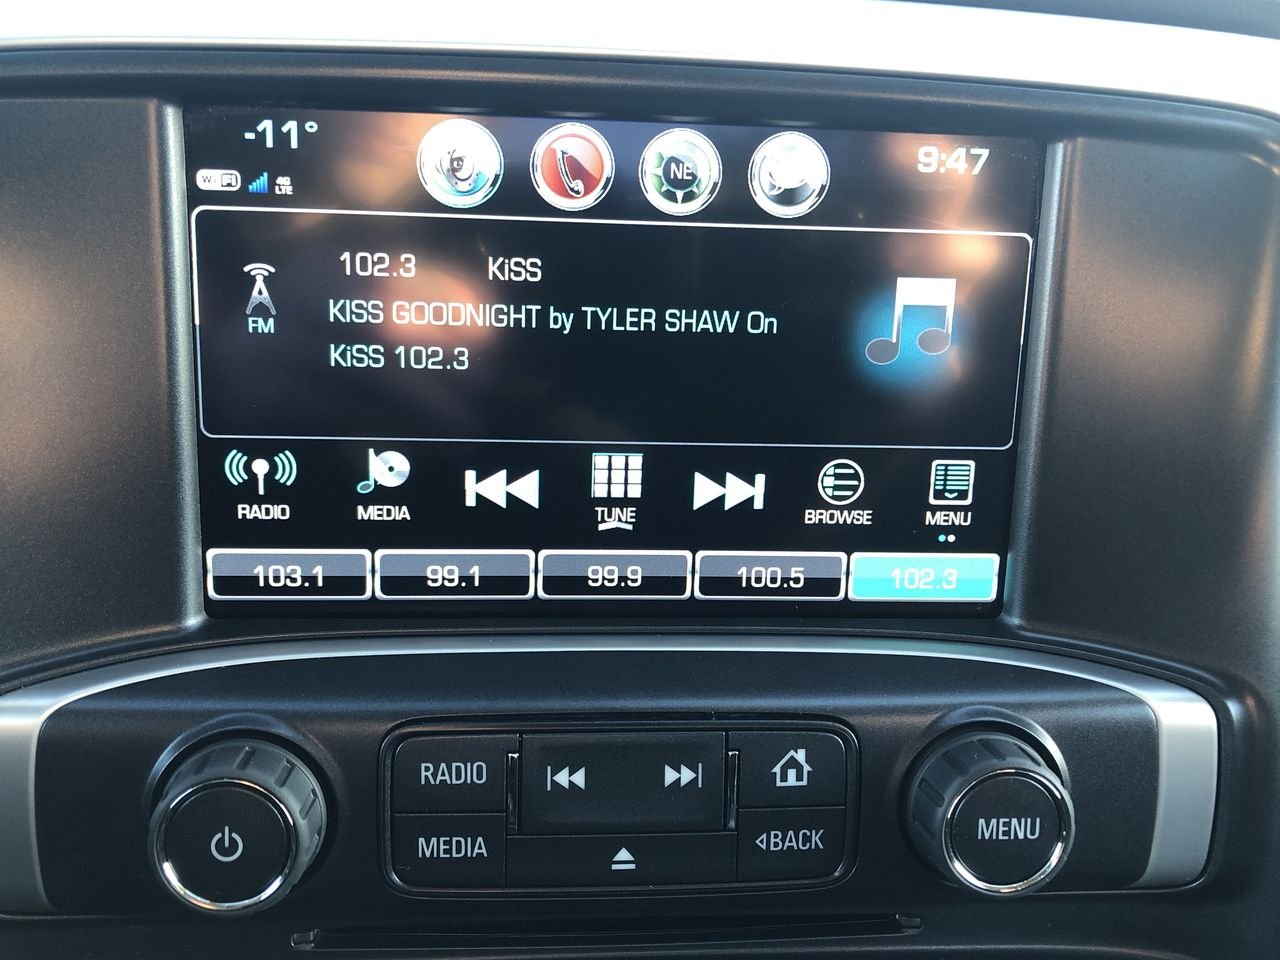 -11°
9:47
WiFi 4G LTE
NE
102.3 KiSS
KISS GOODNIGHT by TYLER SHAW On
KiSS 102.3
FM
RADIO MEDIA TUNE BROWSE MENU
103.1 99.1 99.9 100.5 102.3
RADIO
MEDIA
BACK
MENU